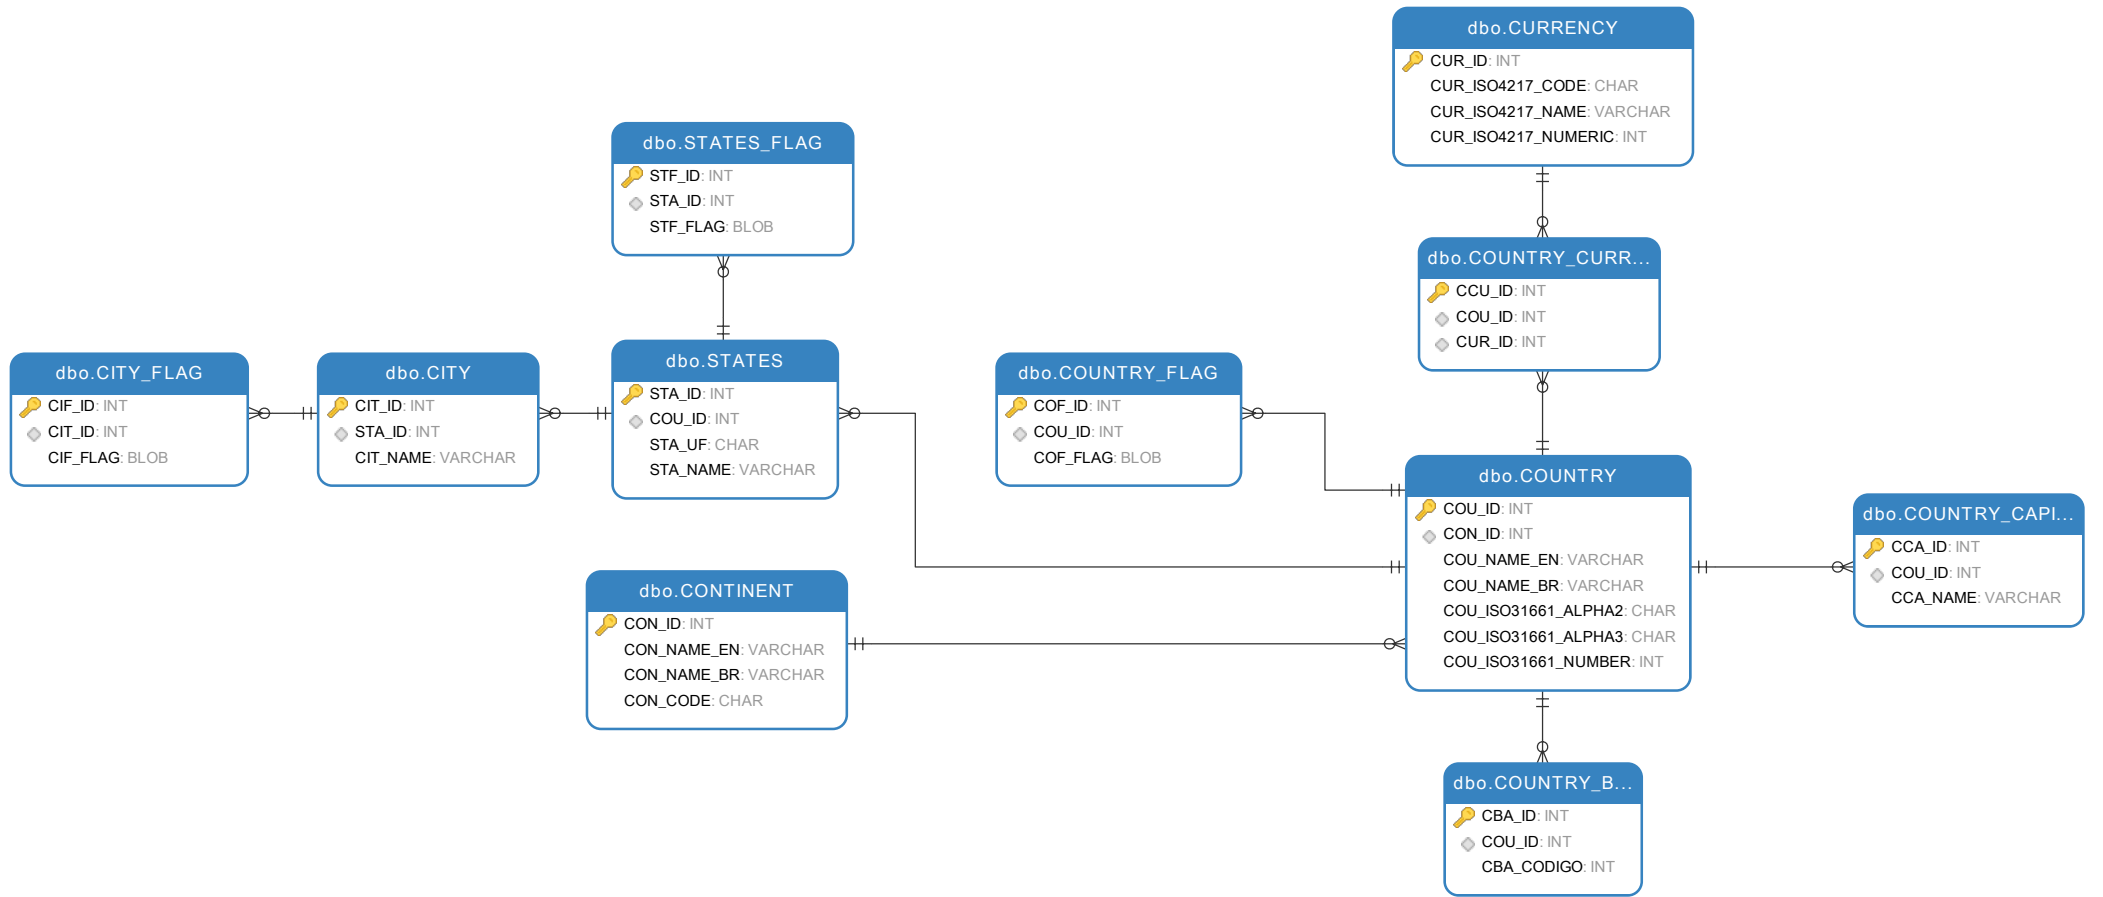 dbo.CURRENCY
CUR_ID: INT
CUR_ISO4217_CODE: CHAR
CUR_ISO4217_NAME: VARCHAR
CUR_ISO4217_NUMERIC: INT
dbo.STATES_FLAG
STF_ID: INT
STA_ID: INT
STF_FLAG: BLOB
dbo.COUNTRY_CURR...
CCU_ID: INT
COU_ID: INT
CUR_ID: INT
dbo.CITY_FLAG
CIF_ID: INT
CIT_ID: INT
CIF_FLAG: BLOB
dbo.CITY
CIT_ID: INT
STA_ID: INT
CIT_NAME: VARCHAR
dbo.STATES
STA_ID: INT
COU_ID: INT
STA_UF: CHAR
STA_NAME: VARCHAR
dbo.COUNTRY_FLAG
COF_ID: INT
COU_ID: INT
COF_FLAG: BLOB
dbo.COUNTRY
COU_ID: INT
CON_ID: INT
COU_NAME_EN: VARCHAR
COU_NAME_BR: VARCHAR
COU_ISO31661_ALPHA2: CHAR
COU_ISO31661_ALPHA3: CHAR
COU_ISO31661_NUMBER: INT
dbo.COUNTRY_CAPI...
CCA_ID: INT
COU_ID: INT
CCA_NAME: VARCHAR
dbo.CONTINENT
CON_ID: INT
CON_NAME_EN: VARCHAR
CON_NAME_BR: VARCHAR
CON_CODE: CHAR
dbo.COUNTRY_B...
CBA_ID: INT
COU_ID: INT
CBA_CODIGO: INT